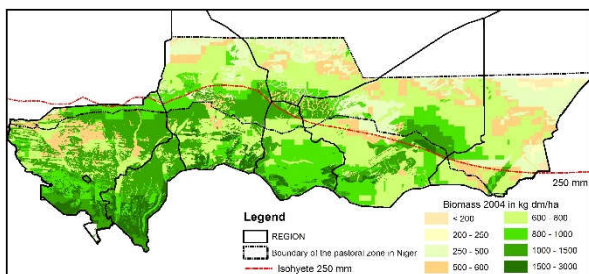 250 mm
Legend
REGION
Boundary of the pastoral zone in Niger
Isohyete 250 mm
Biomass 2004 in kg dm/ha
< 200
200 - 250
250 - 500
500 - 600
600 - 800
800 - 1000
1000 - 1500
1500 - 3000